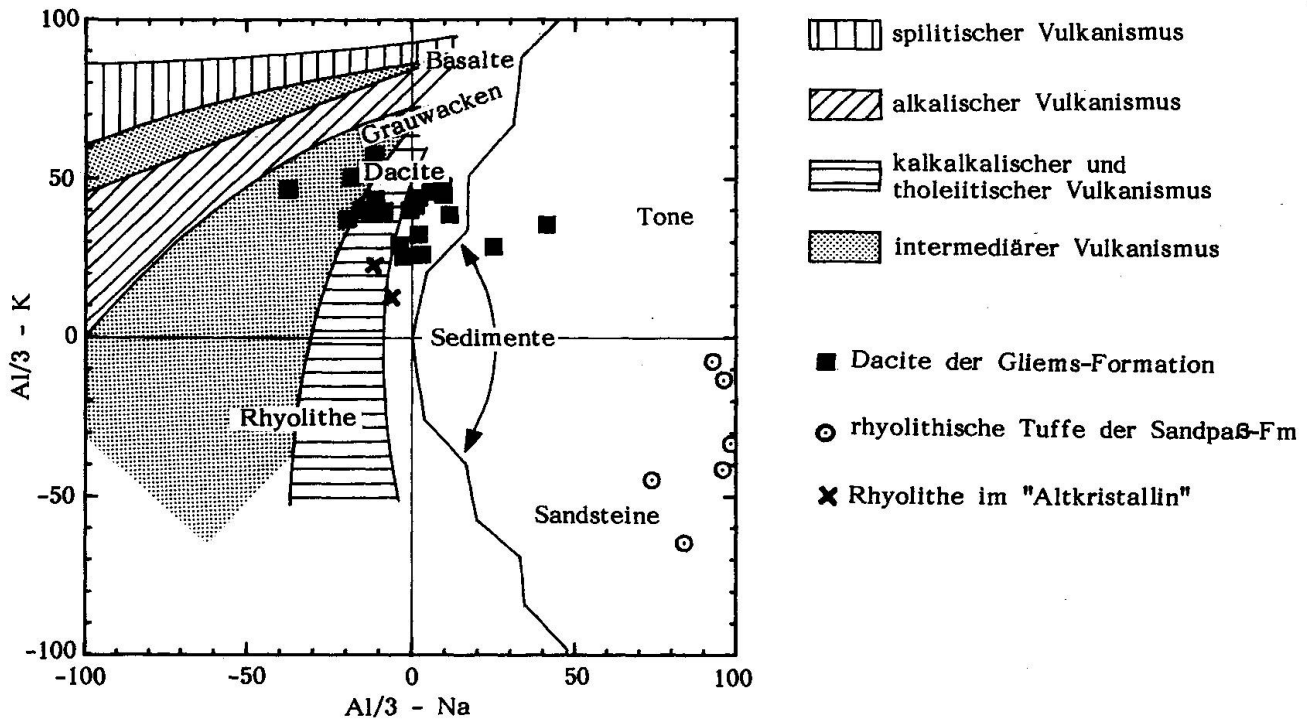 100
50
0
-50
-100
Al/3 - K
-100
-50
0
50
100
Al/3 - Na
Basalte
Grauwacken
Dacite
Tone
Sedimente
Rhyolithe
Sandsteine
spilitischer Vulkanismus
alkalischer Vulkanismus
kalkalkalischer und
tholeiitischer Vulkanismus
intermediärer Vulkanismus
Dacite der Gliems-Formation
rhyolithische Tuffe der Sandpaß-Fm
Rhyolithe im "Altkristallin"